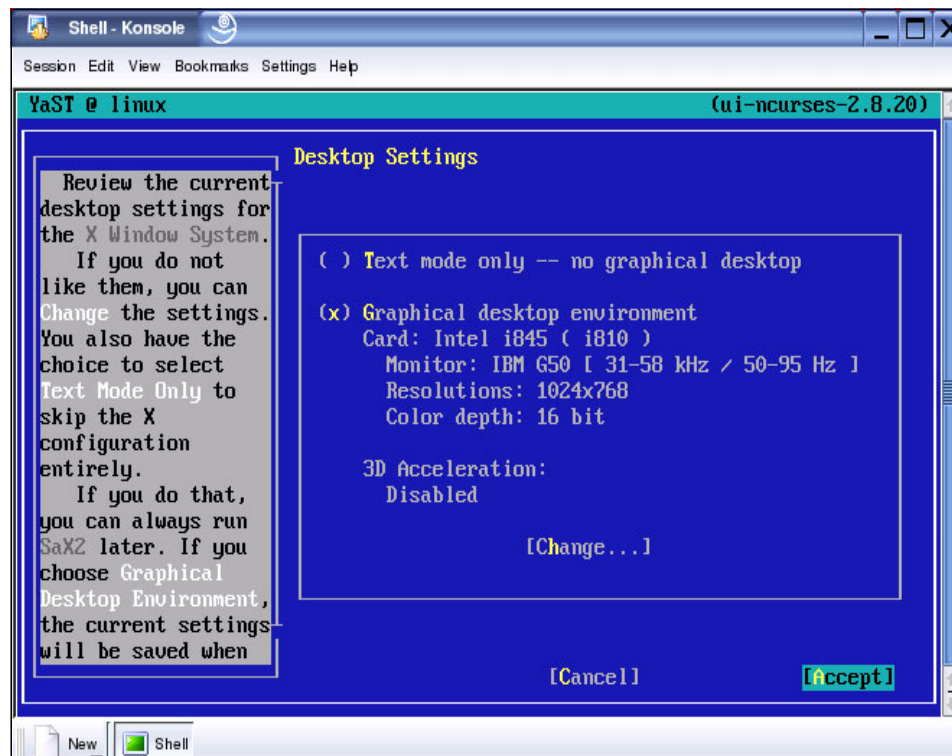 Shell - Konsole
Session Edit View Bookmarks Settings Help
YaST @ linux (ui-ncurses-2.8.20)
Desktop Settings
Review the current
desktop settings for
the X Window System.
If you do not
like them, you can
Change the settings.
You also have the
choice to select
Text Mode Only to
skip the X
configuration
entirely.
If you do that,
you can always run
SaX2 later. If you
choose Graphical
Desktop Environment,
the current settings
will be saved when
( ) Text mode only -- no graphical desktop
(x) Graphical desktop environment
Card: Intel i845 ( i810 )
Monitor: IBM G50 [ 31-58 kHz / 50-95 Hz ]
Resolutions: 1024x768
Color depth: 16 bit
3D Acceleration:
Disabled
[Change...]
[Cancel] [Accept]
New Shell